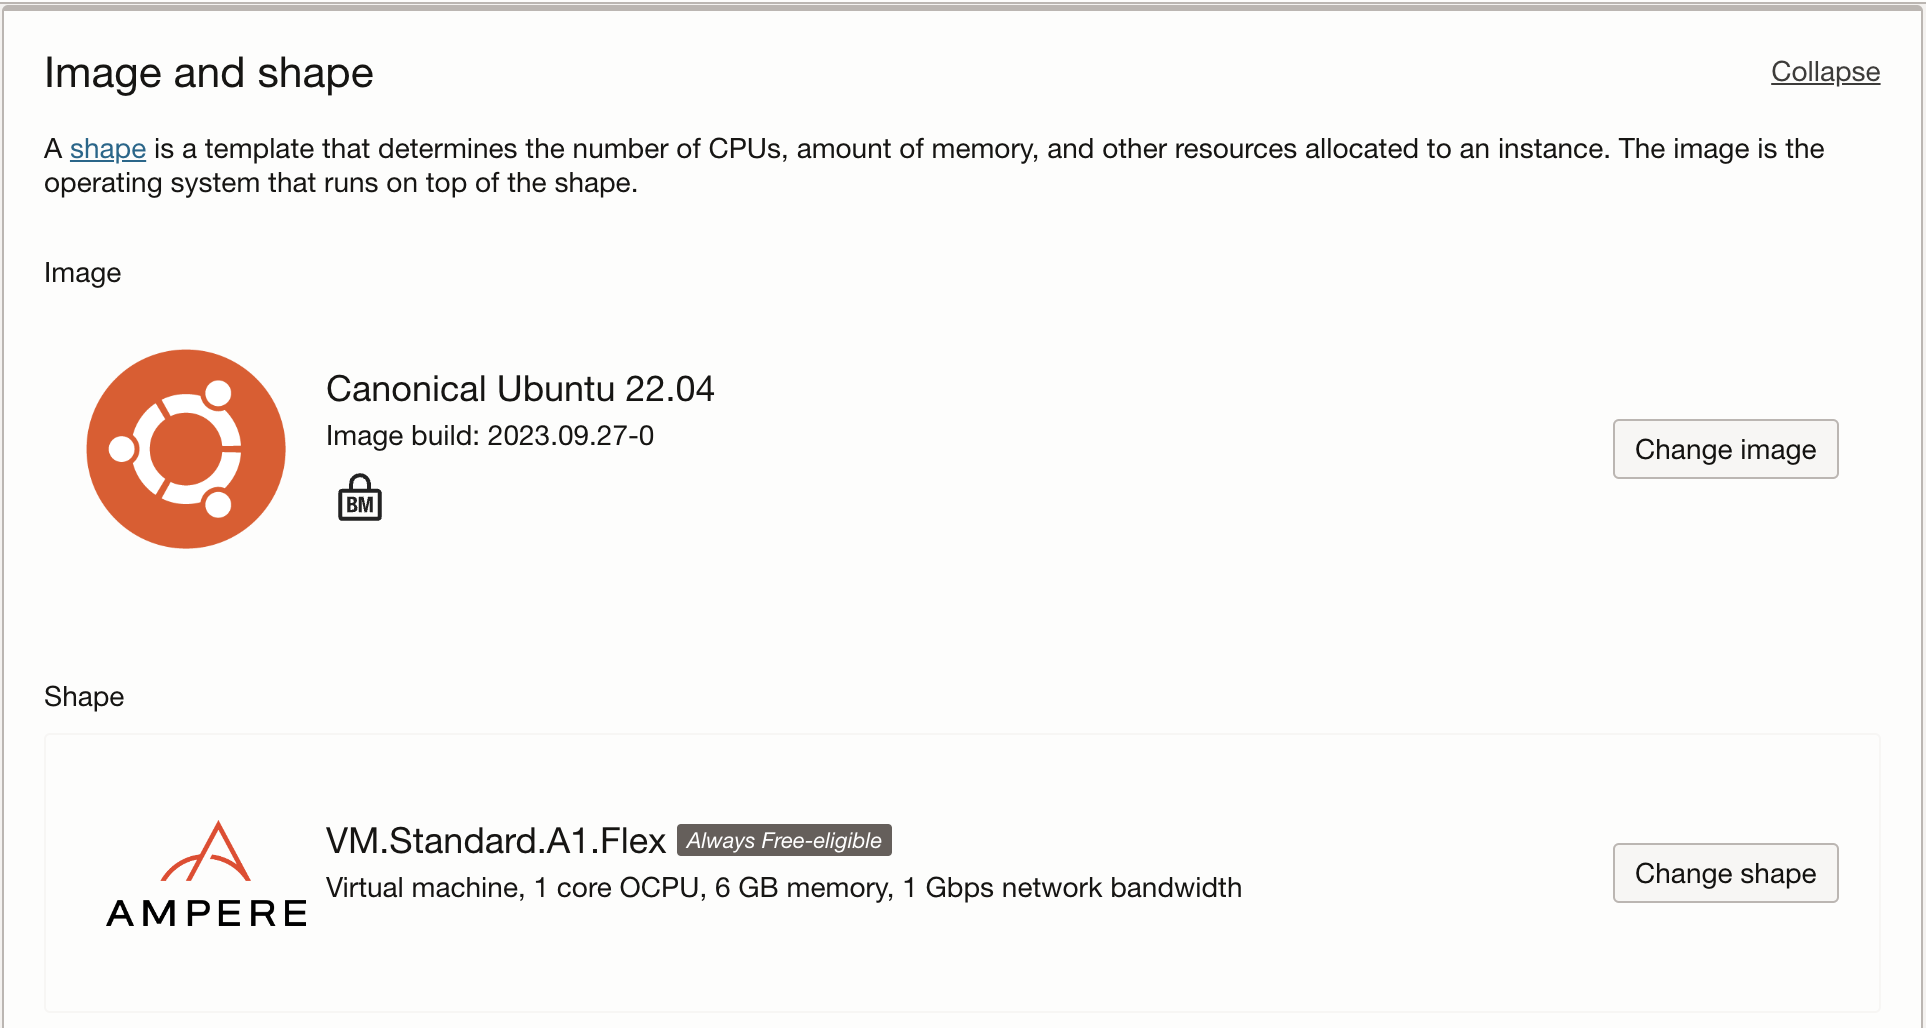 Image and shape
Collapse
A shape is a template that determines the number of CPUs, amount of memory, and other resources allocated to an instance. The image is the
operating system that runs on top of the shape.
Image
Canonical Ubuntu 22.04
Image build: 2023.09.27-0
BM
Change image
Shape
VM.Standard.A1.Flex Always Free-eligible
Virtual machine, 1 core OCPU, 6 GB memory, 1 Gbps network bandwidth
AMPERE
Change shape